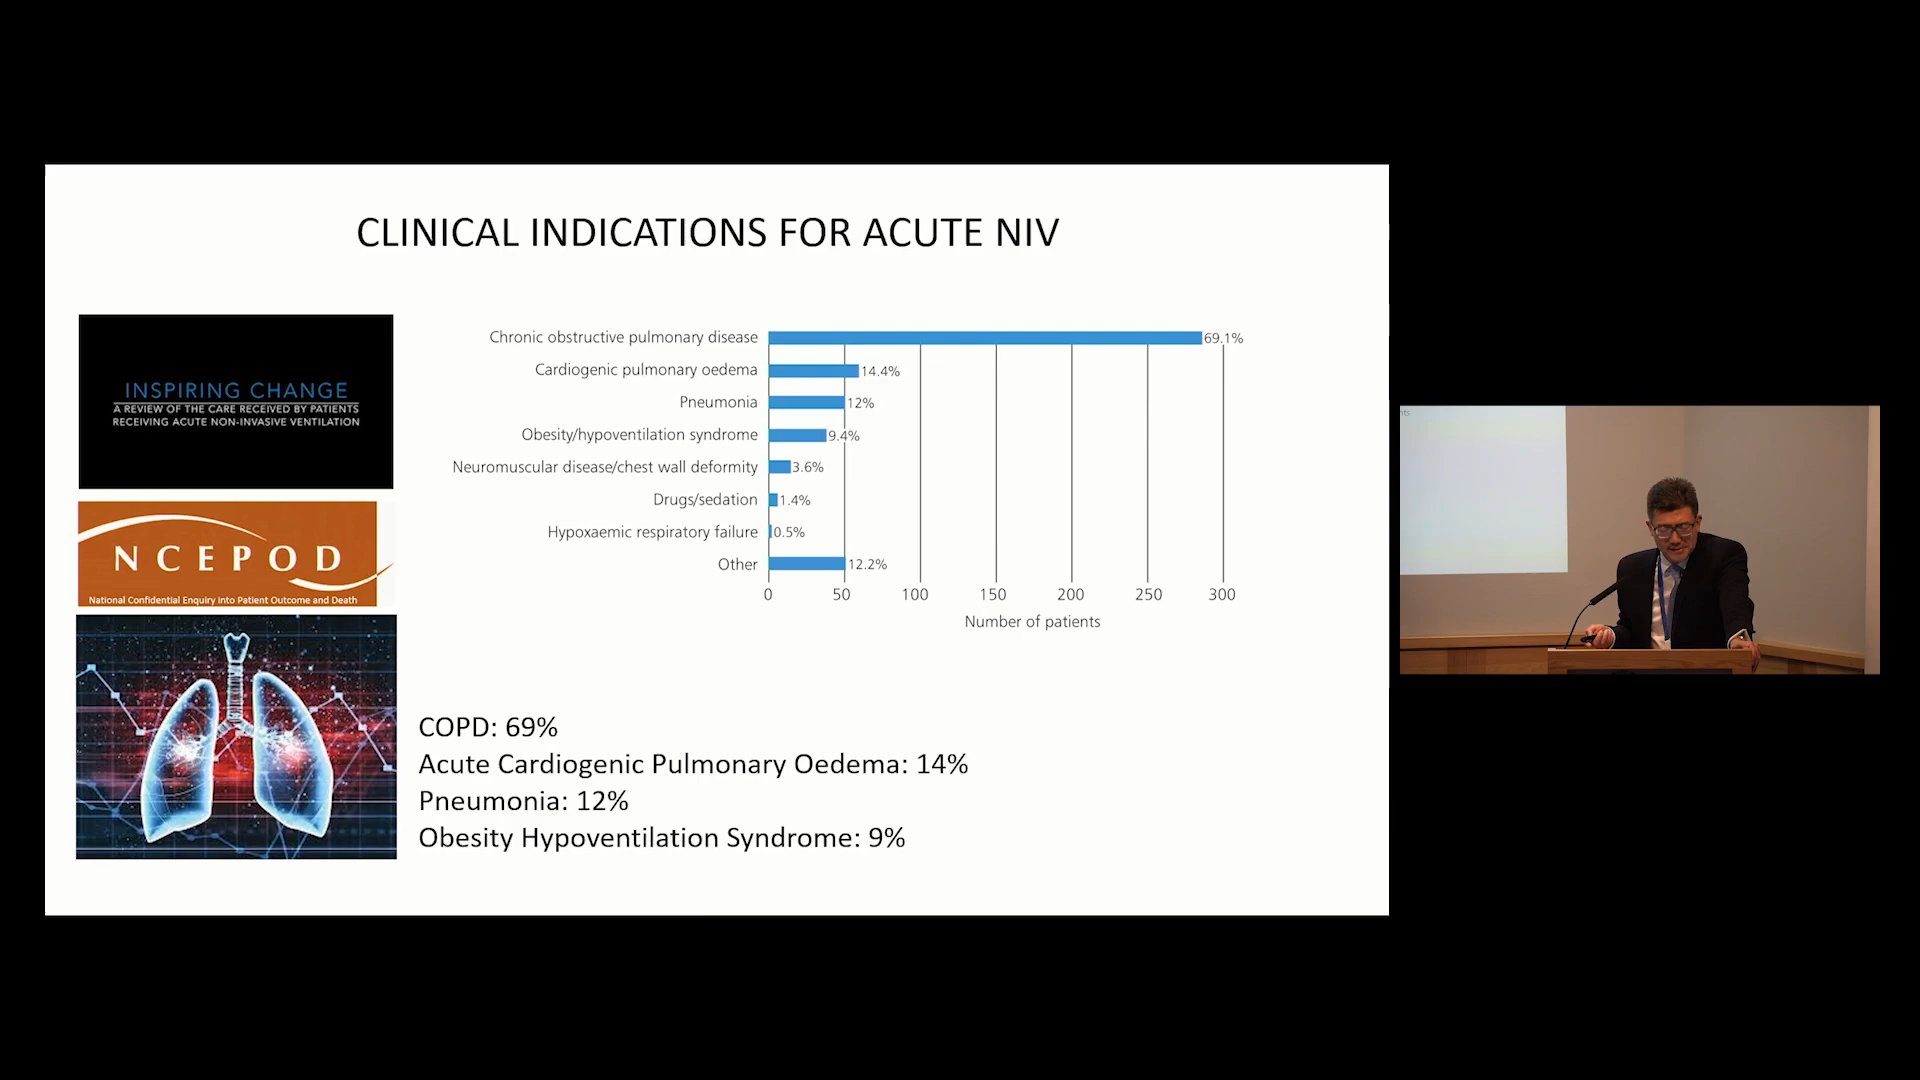 CLINICAL INDICATIONS FOR ACUTE NIV
INSPIRING CHANGE
A REVIEW OF THE CARE RECEIVED BY PATIENTS
RECEIVING ACUTE NON-INVASIVE VENTILATION
NCEPOD
National Confidential Enquiry into Patient Outcome and Death
Chronic obstructive pulmonary disease 69.1%
Cardiogenic pulmonary oedema 14.4%
Pneumonia 12%
Obesity/hypoventilation syndrome 9.4%
Neuromuscular disease/chest wall deformity 3.6%
Drugs/sedation 1.4%
Hypoxaemic respiratory failure 0.5%
Other 12.2%
0 50 100 150 200 250 300
Number of patients
COPD: 69%
Acute Cardiogenic Pulmonary Oedema: 14%
Pneumonia: 12%
Obesity Hypoventilation Syndrome: 9%